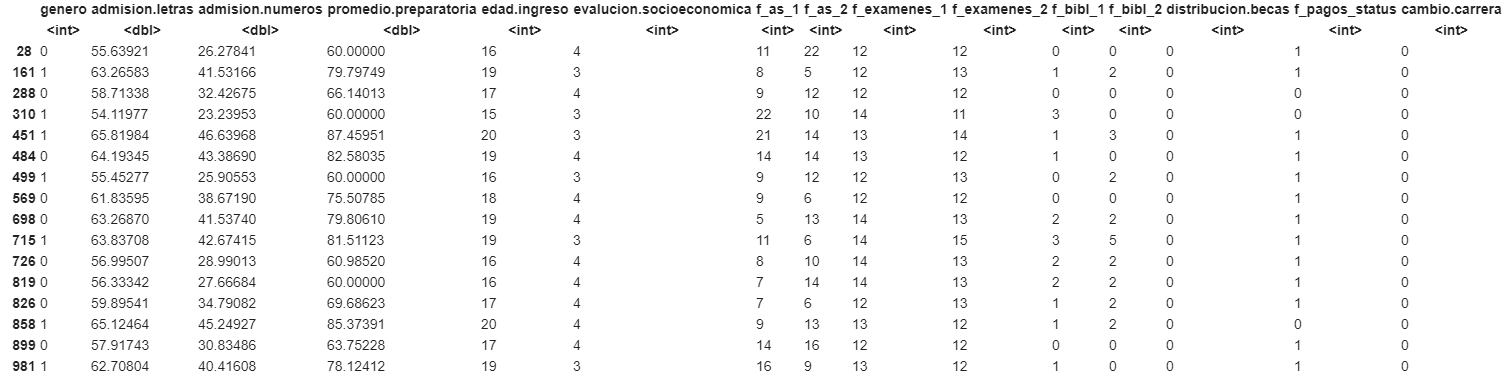 genero admision.letras admision.numeros promedio.preparatoria edad.ingreso evalucion.socioeconomica f_as_1 f_as_2 f_examenes_1 f_examenes_2 f_bibl_1 f_bibl_2 distribucion.becas f_pagos_status cambio.carrera
<int> <dbl> <dbl> <dbl> <int> <int> <int> <int> <int> <int> <int> <int> <int> <int> <int>
28 0 55.63921 26.27841 60.00000 16 4 11 22 12 12 0 0 0 1 0
161 1 63.26583 41.53166 79.79749 19 3 8 5 12 13 1 2 0 1 0
288 0 58.71338 32.42675 66.14013 17 4 9 12 12 12 0 0 0 0 0
310 1 54.11977 23.23953 60.00000 15 3 22 10 14 11 3 0 0 0 0
451 1 65.81984 46.63968 87.45951 20 3 21 14 13 14 1 3 0 1 0
484 0 64.19345 43.38690 82.58035 19 4 14 14 13 12 1 0 0 1 0
499 1 55.45277 25.90553 60.00000 16 3 9 12 12 13 0 2 0 1 0
569 0 61.83595 38.67190 75.50785 18 4 9 6 12 12 0 0 0 1 0
698 0 63.26870 41.53740 79.80610 19 4 5 13 14 13 2 2 0 1 0
715 1 63.83708 42.67415 81.51123 19 3 11 6 14 15 3 5 0 1 0
726 0 56.99507 28.99013 60.98520 16 4 8 10 14 13 2 2 0 1 0
819 0 56.33342 27.66684 60.00000 16 4 7 14 14 13 2 2 0 1 0
826 0 59.89541 34.79082 69.68623 17 4 7 6 12 13 1 2 0 1 0
858 1 65.12464 45.24927 85.37391 20 4 9 13 13 12 1 2 0 0 0
899 0 57.91743 30.83486 63.75228 17 4 14 16 12 12 0 0 0 1 0
981 1 62.70804 40.41608 78.12412 19 3 16 9 13 12 1 0 0 1 0